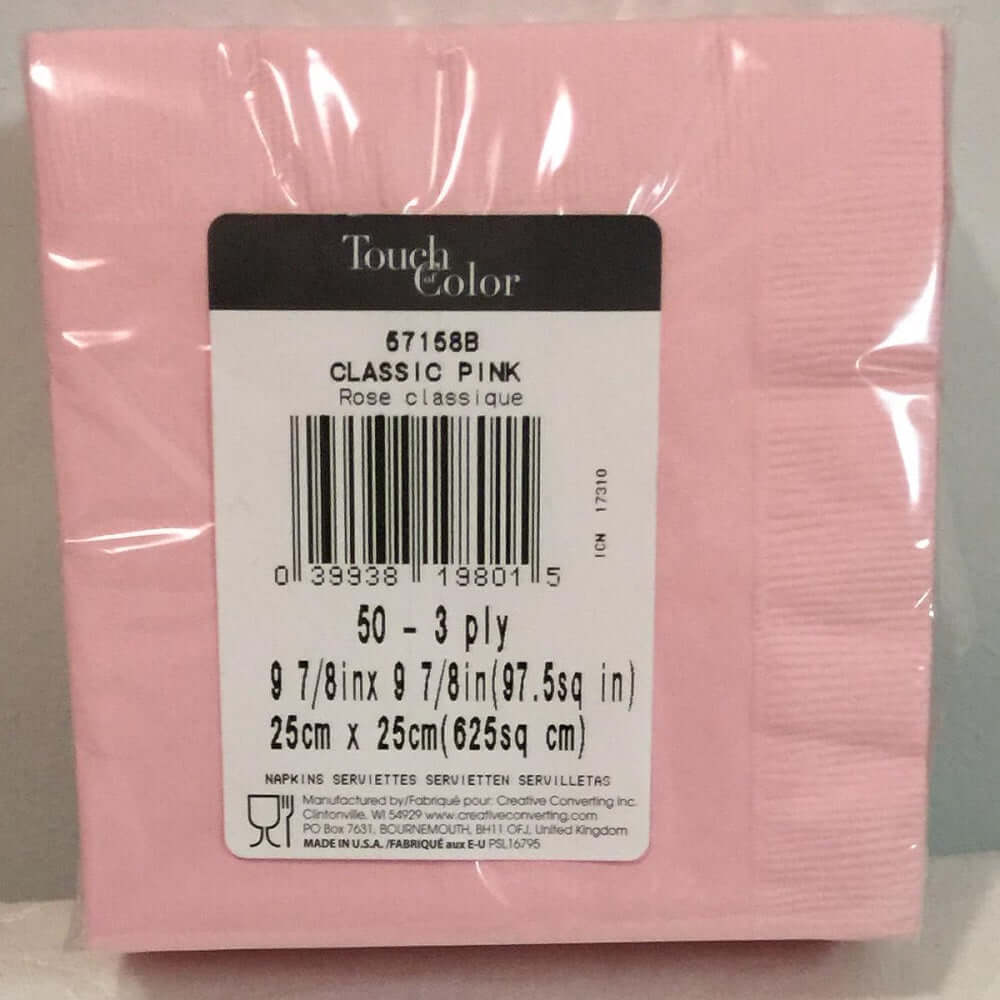 Touch
of Color
57158B
CLASSIC PINK
Rose classique
ICN 17310
0 39938 19801 5
50 - 3 ply
9 7/8inx 9 7/8in(97.5sq in)
25cm x 25cm(625sq cm)
NAPKINS SERVIETTES SERVIETTEN SERVILLETAS
Manufactured by/Fabriqué pour: Creative Converting Inc.
Clintonville, WI 54929 www.creativeconverting.com
PO Box 7631, BOURNEMOUTH, BH11 OFJ, United Kingdom
MADE IN U.S.A. /FABRIQUÉ aux E-U PSL16795